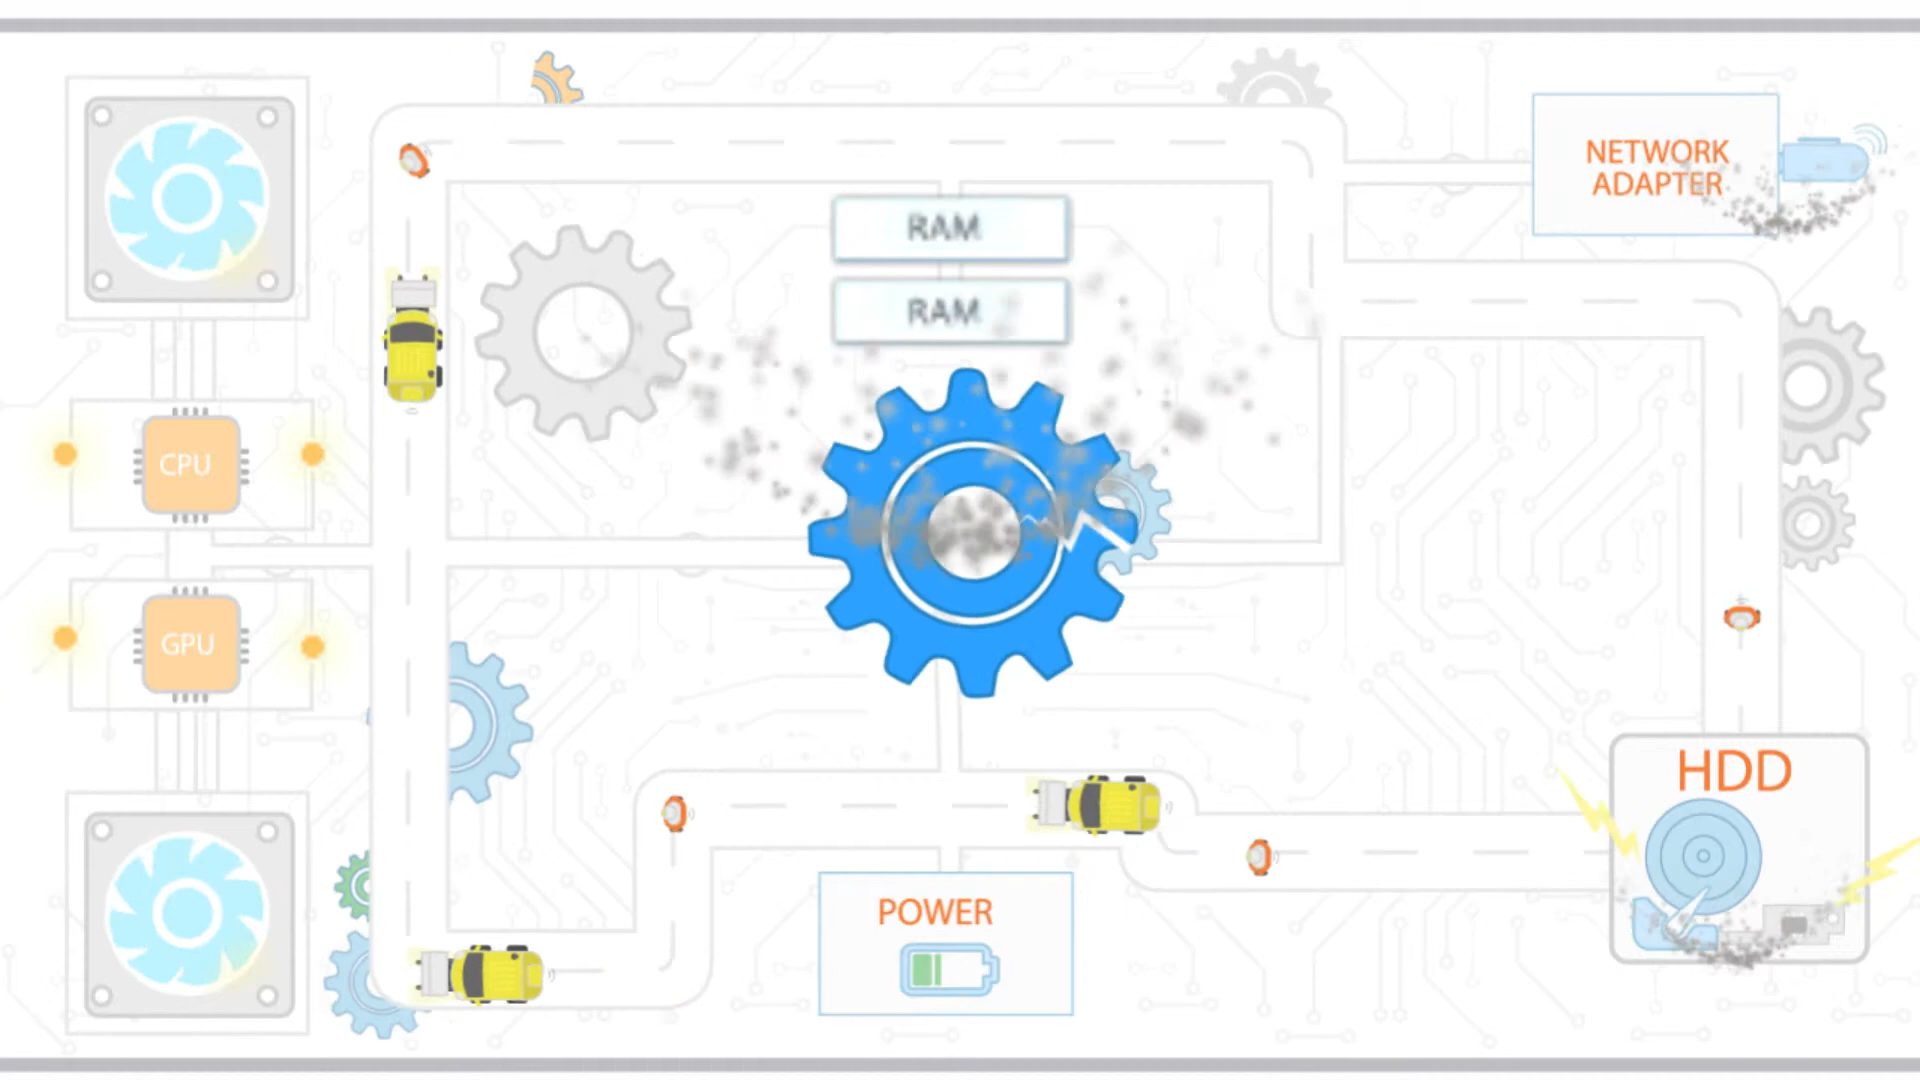 NETWORK
ADAPTER
RAM
RAM
CPU
GPU
HDD
POWER